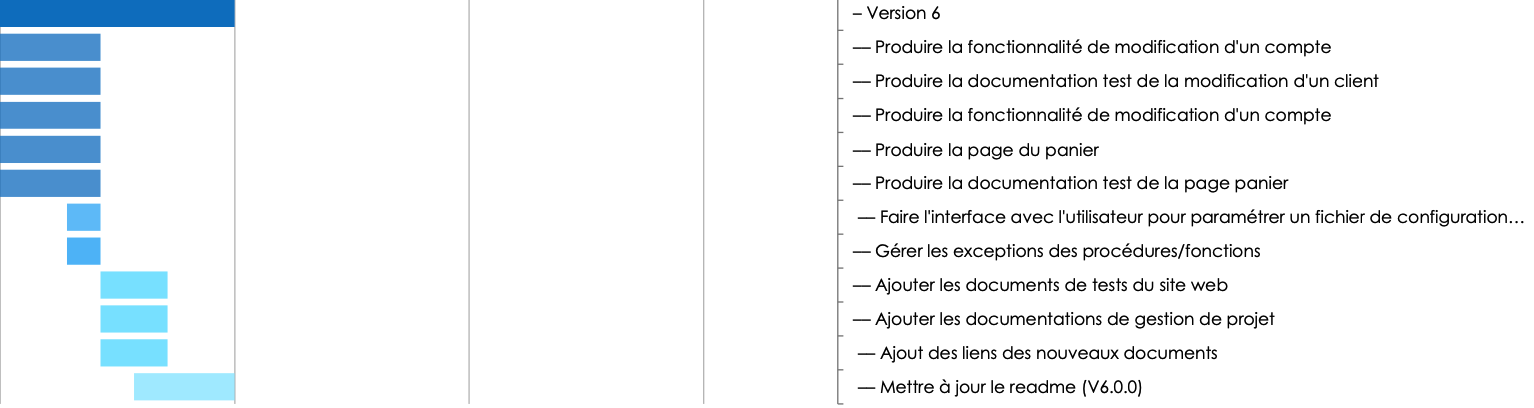 – Version 6
— Produire la fonctionnalité de modification d'un compte
— Produire la documentation test de la modification d'un client
— Produire la fonctionnalité de modification d'un compte
— Produire la page du panier
— Produire la documentation test de la page panier
— Faire l'interface avec l'utilisateur pour paramétrer un fichier de configuration…
— Gérer les exceptions des procédures/fonctions
— Ajouter les documents de tests du site web
— Ajouter les documentations de gestion de projet
— Ajout des liens des nouveaux documents
— Mettre à jour le readme (V6.0.0)